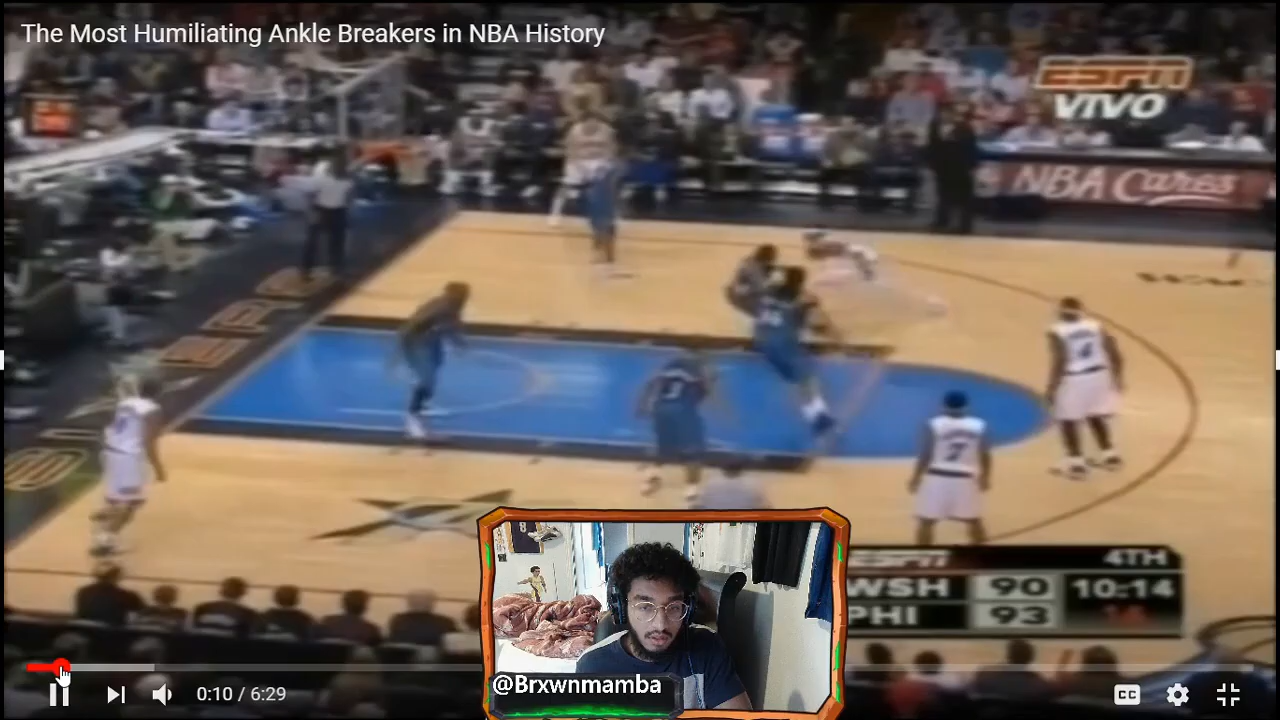 The Most Humiliating Ankle Breakers in NBA History
ESPN
VIVO
NBA Cares
ESPN 4TH
WSH 90 10:14
PHI 93
@Brxwnmamba
0:10 / 6:29
CC